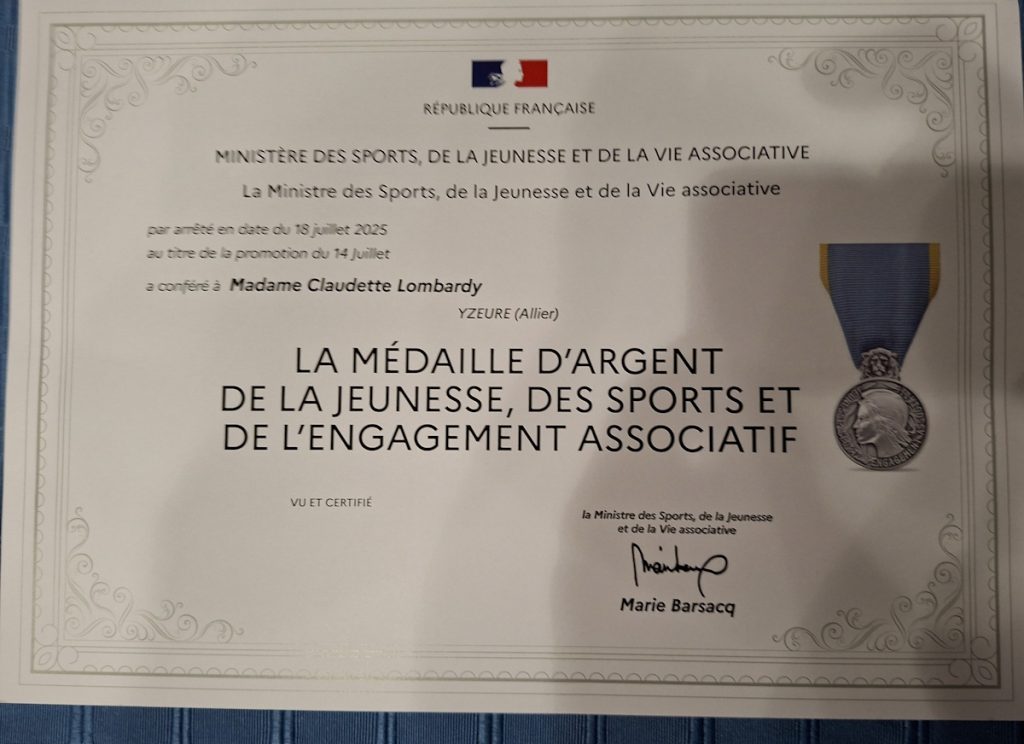 RÉPUBLIQUE FRANÇAISE
MINISTÈRE DES SPORTS, DE LA JEUNESSE ET DE LA VIE ASSOCIATIVE
La Ministre des Sports, de la Jeunesse et de la Vie associative
par arrêté en date du 18 juillet 2025
au titre de la promotion du 14 Juillet
a conféré à Madame Claudette Lombardy
YZEURE (Allier)
LA MÉDAILLE D'ARGENT
DE LA JEUNESSE, DES SPORTS ET
DE L'ENGAGEMENT ASSOCIATIF
VU ET CERTIFIÉ
la Ministre des Sports, de la Jeunesse
et de la Vie associative
Marie Barsacq